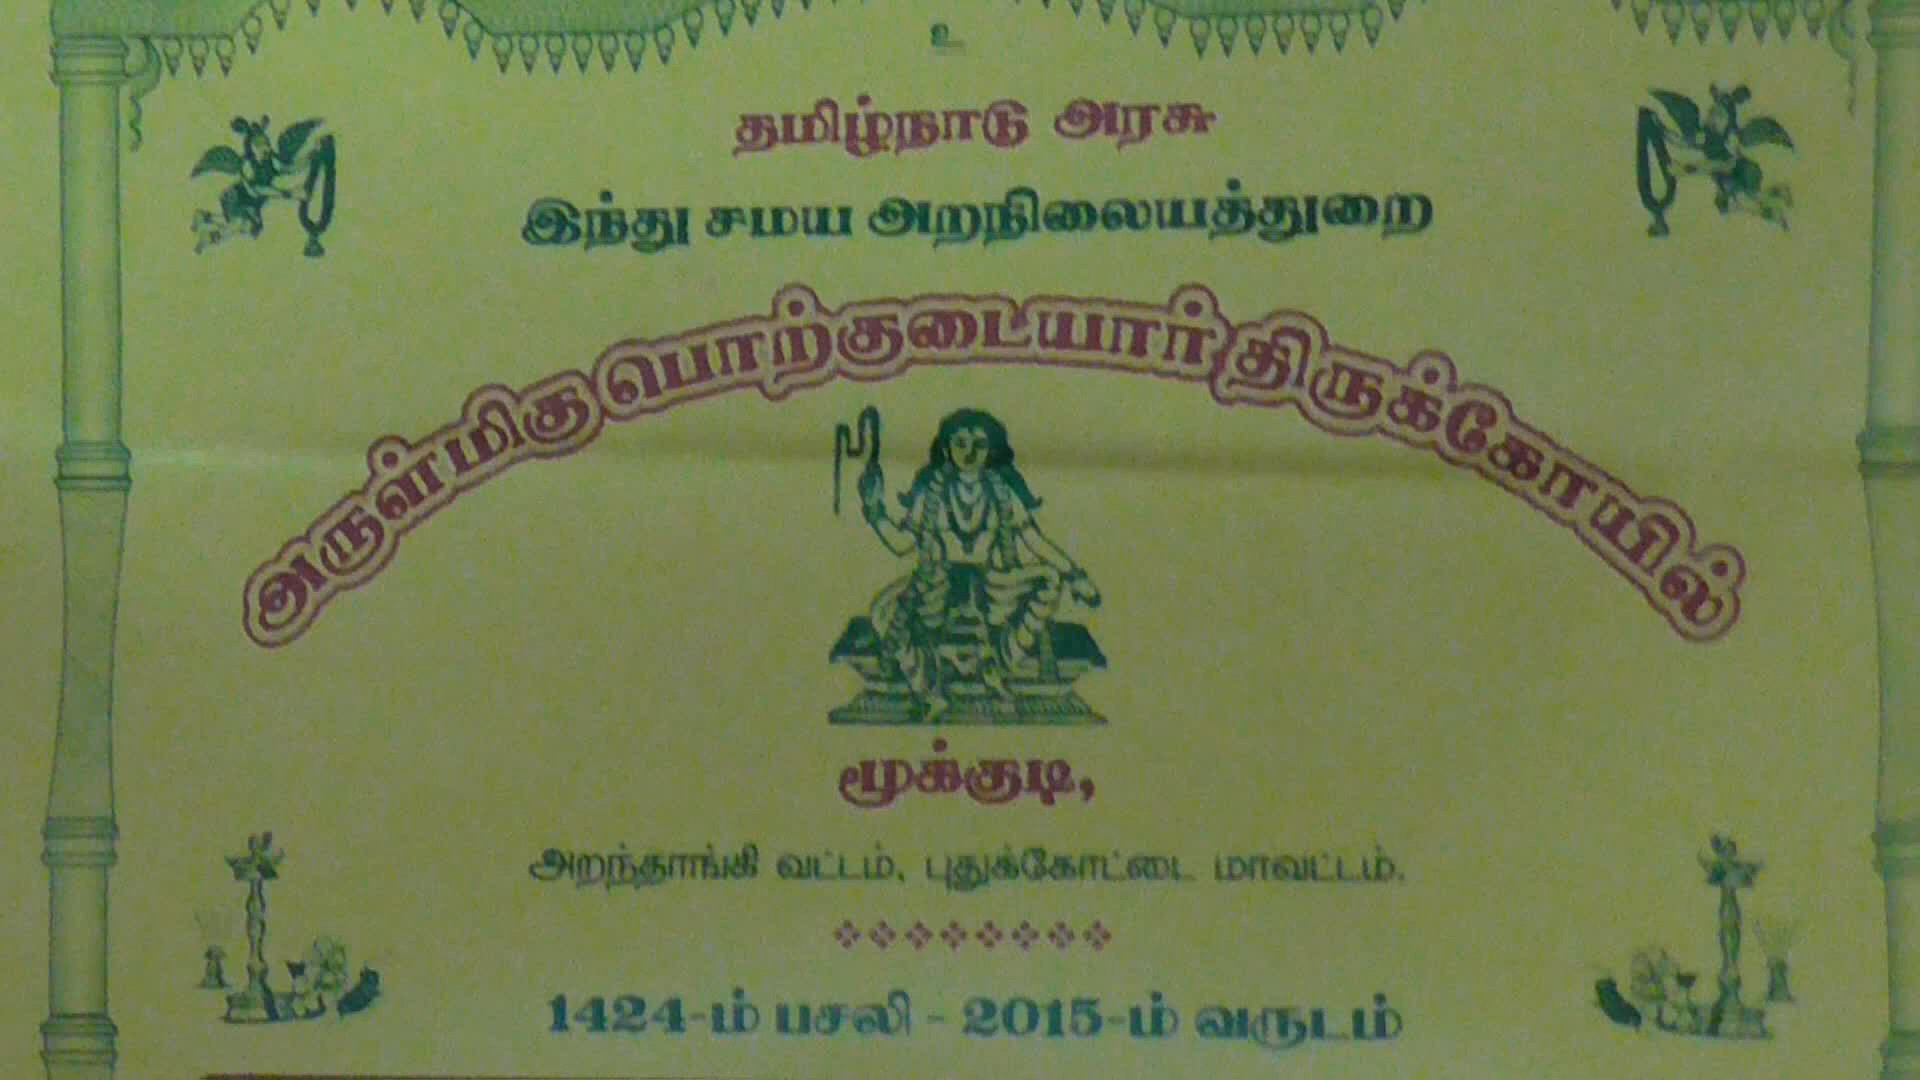 உ
தமிழ்நாடு அரசு
இந்து சமய அறநிலையத்துறை
அருள்மிகு பொற்குடையார் திருக்கோயில்
மூக்குடி,
அறந்தாங்கி வட்டம், புதுக்கோட்டை மாவட்டம்.
1424-ம் பசலி - 2015-ம் வருடம்